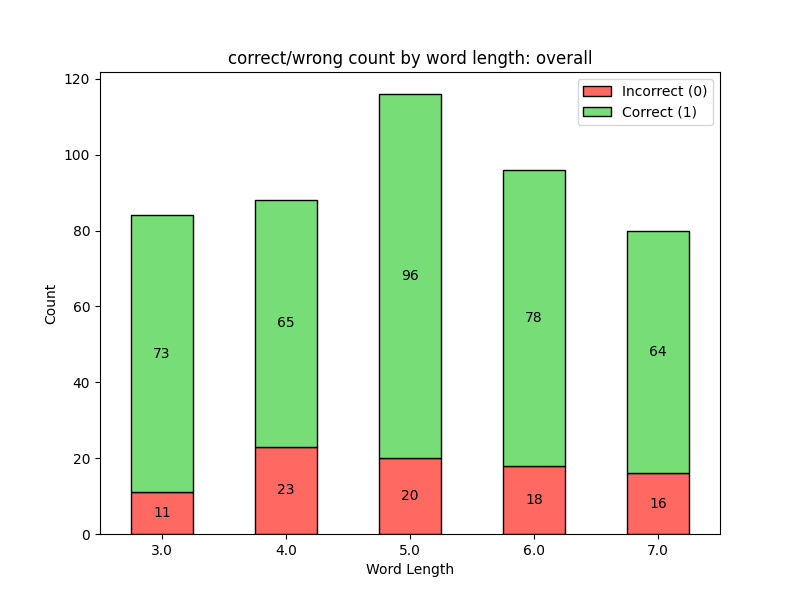 correct/wrong count by word length: overall
Incorrect (0)
Correct (1)
Count
120
100
80
60
40
20
0
73
65
96
78
64
11
23
20
18
16
3.0 4.0 5.0 6.0 7.0
Word Length